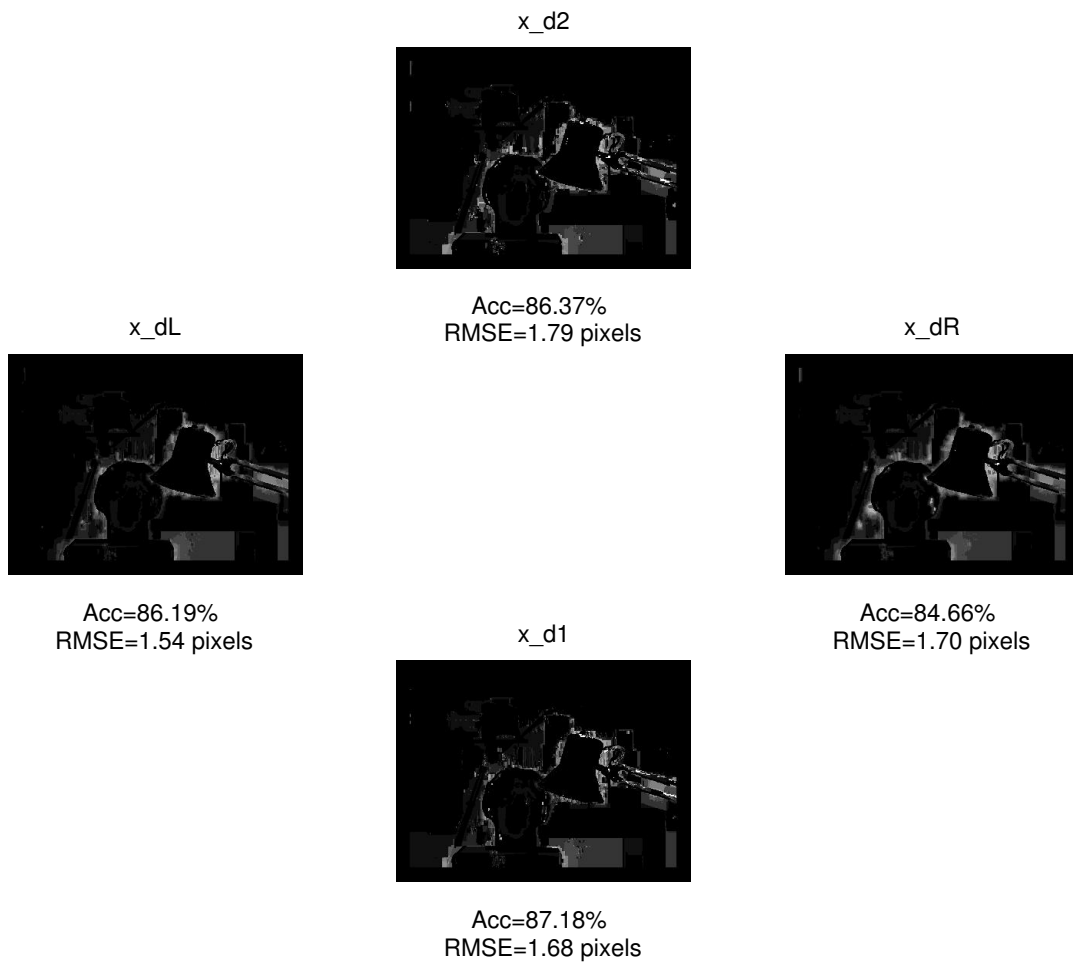 x_d2
Acc=86.37%
RMSE=1.79 pixels
x_dL
Acc=86.19%
RMSE=1.54 pixels
x_dR
Acc=84.66%
RMSE=1.70 pixels
x_d1
Acc=87.18%
RMSE=1.68 pixels